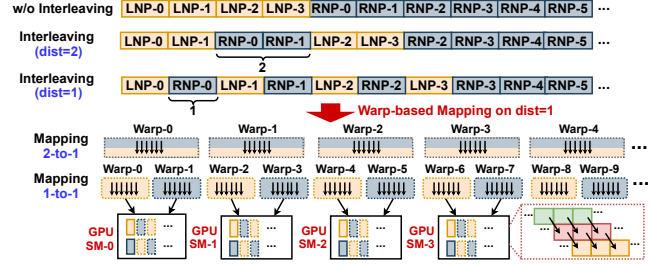 w/o Interleaving LNP-0 LNP-1 LNP-2 LNP-3 RNP-0 RNP-1 RNP-2 RNP-3 RNP-4 RNP-5 ...
Interleaving (dist=2) LNP-0 LNP-1 RNP-0 RNP-1 LNP-2 LNP-3 RNP-2 RNP-3 RNP-4 RNP-5 ...
2
Interleaving (dist=1) LNP-0 RNP-0 LNP-1 RNP-1 LNP-2 RNP-2 LNP-3 RNP-3 RNP-4 RNP-5 ...
1
Warp-based Mapping on dist=1
Warp-0 Warp-1 Warp-2 Warp-3 Warp-4
Mapping 2-to-1 ...
Warp-0 Warp-1 Warp-2 Warp-3 Warp-4 Warp-5 Warp-6 Warp-7 Warp-8 Warp-9
Mapping 1-to-1 ...
GPU SM-0 ... ...
GPU SM-1 ... ...
GPU SM-2 ... ...
GPU SM-3 ... ...
... ...
... ...
... ...